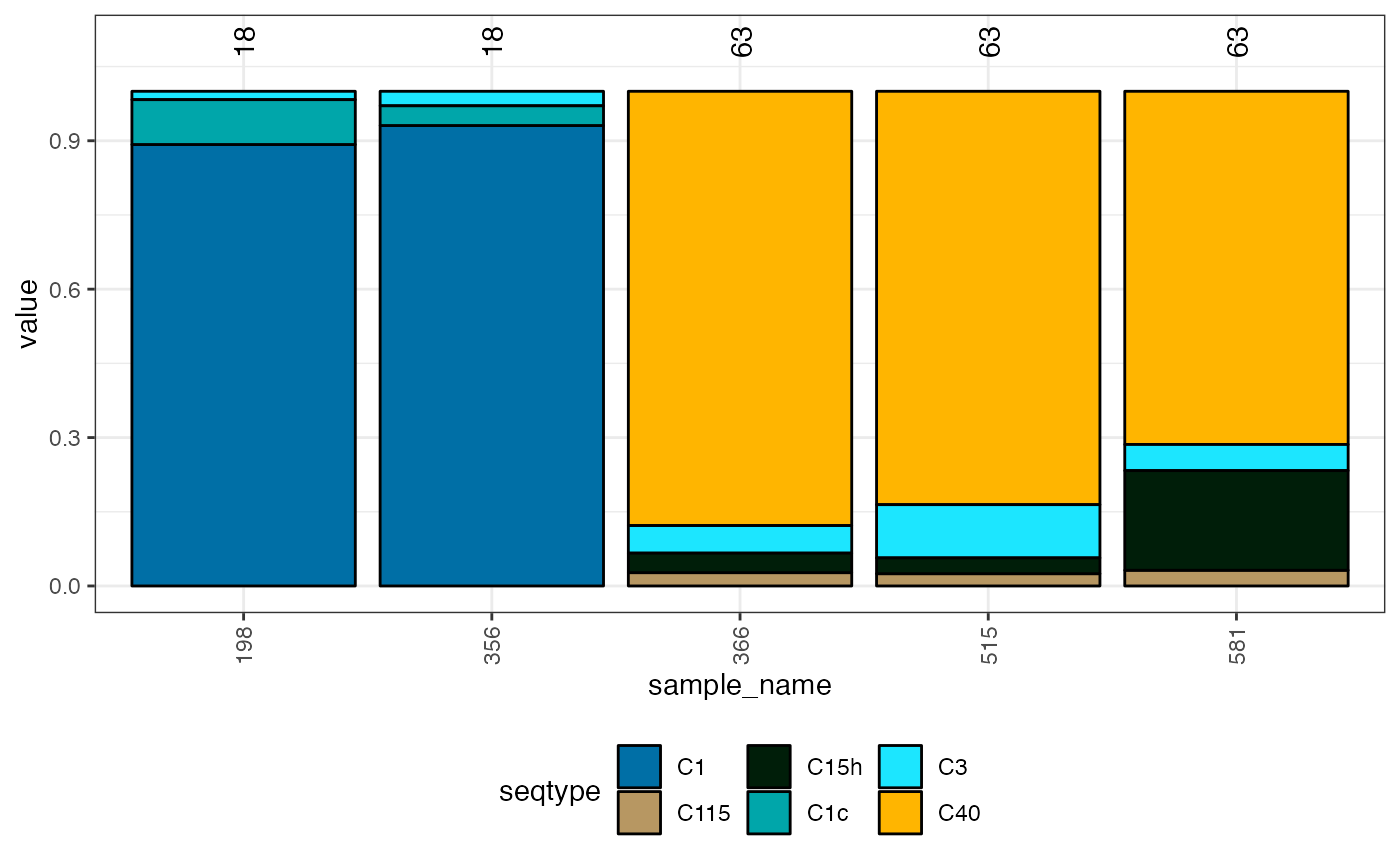 18 18 63 63 63
value
0.9
0.6
0.3
0.0
198 356 366 515 581
sample_name
seqtype
C1 C15h C3
C115 C1c C40